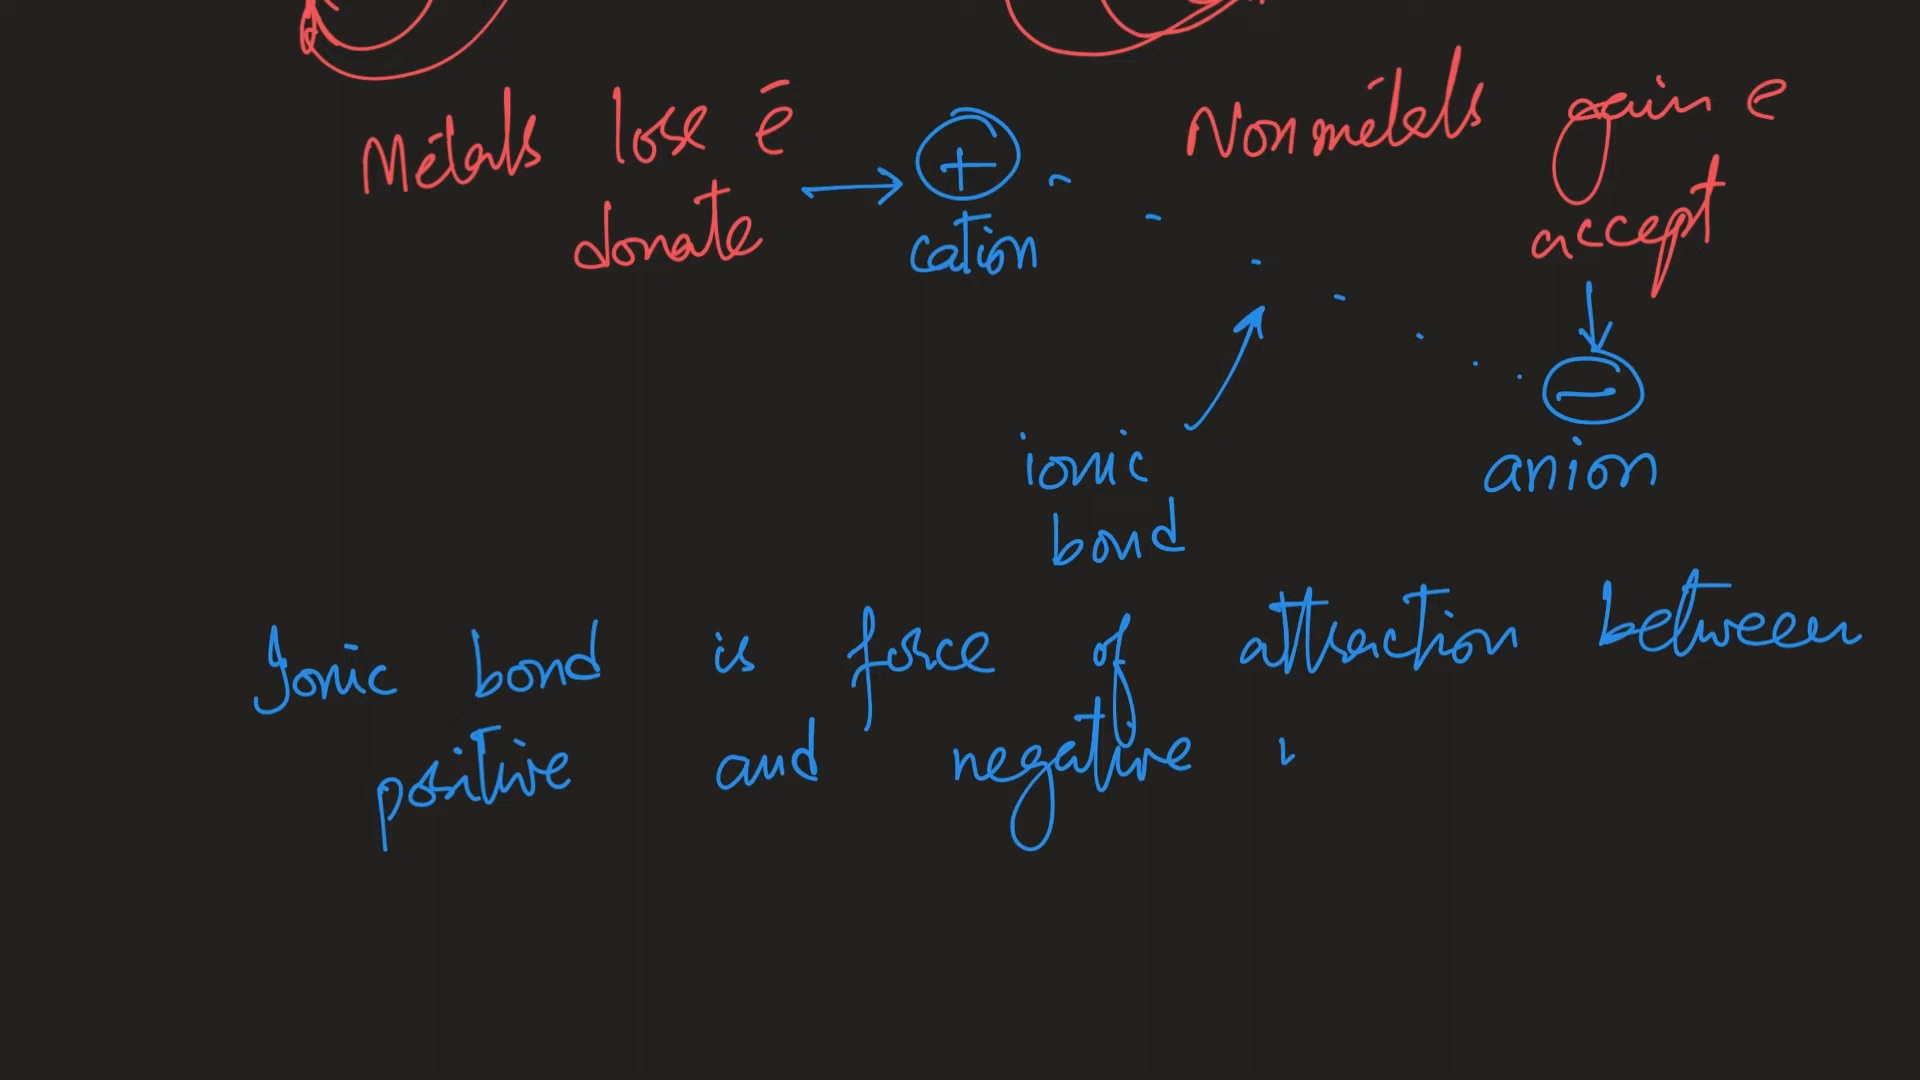 Metals lose ē
donate
+
cation
Nonmetals gain e
accept
−
anion
ionic
bond
Ionic bond is force of attraction between
positive and negative